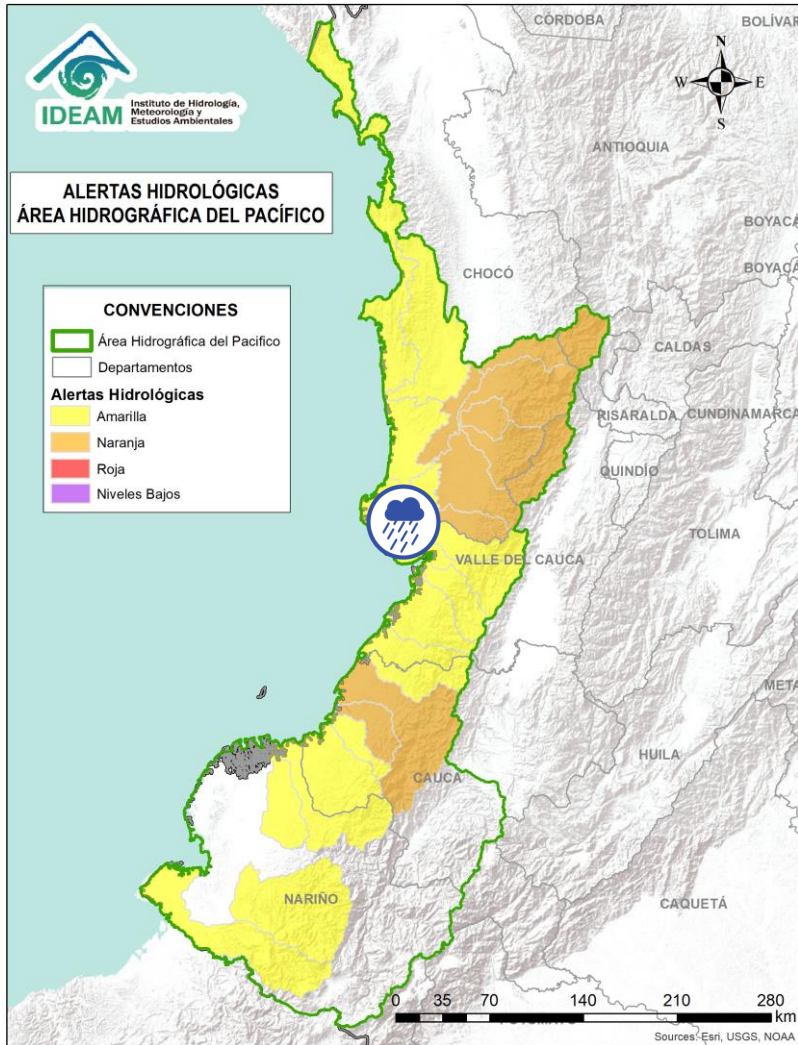 IDEAM
Instituto de Hidrología,
Meteorología y
Estudios Ambientales
CÓRDOBA
BOLÍVAR
N
W
E
S
ANTIOQUIA
ALERTAS HIDROLÓGICAS
ÁREA HIDROGRÁFICA DEL PACÍFICO
BOYACÁ
CHOCÓ
BOYACÁ
CONVENCIONES
Área Hidrográfica del Pacifico
Departamentos
Alertas Hidrológicas
Amarilla
Naranja
Roja
Niveles Bajos
CALDAS
RISARALDA
CUNDINAMARCA
QUINDÍO
TOLIMA
VALLE DEL CAUCA
META
HUILA
CAUCA
NARIÑO
CAQUETÁ
0 35 70 140 210 280
km
Sources: Esri, USGS, NOAA